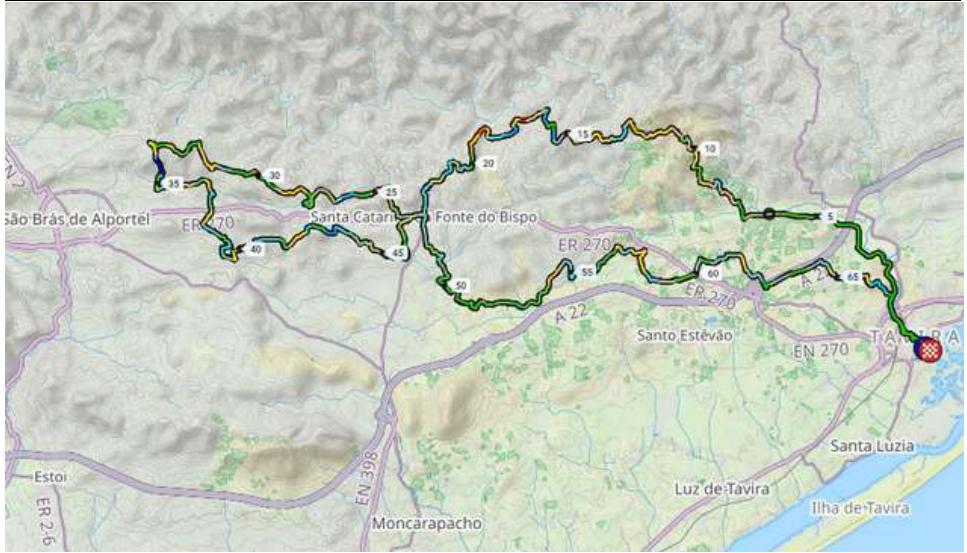 15
10
20
30
25
35
São Brás de Alportel
Santa Catari
Fonte do Bispo
5
ER 270
ER 270
40
45
A 22
50
55
60
65
ER 270
A 22
Santo Estêvão
EN 270
Santa Luzia
Estoi
EN 398
Luz de Tavira
ER 2-6
Ilha de Tavira
Moncarapacho